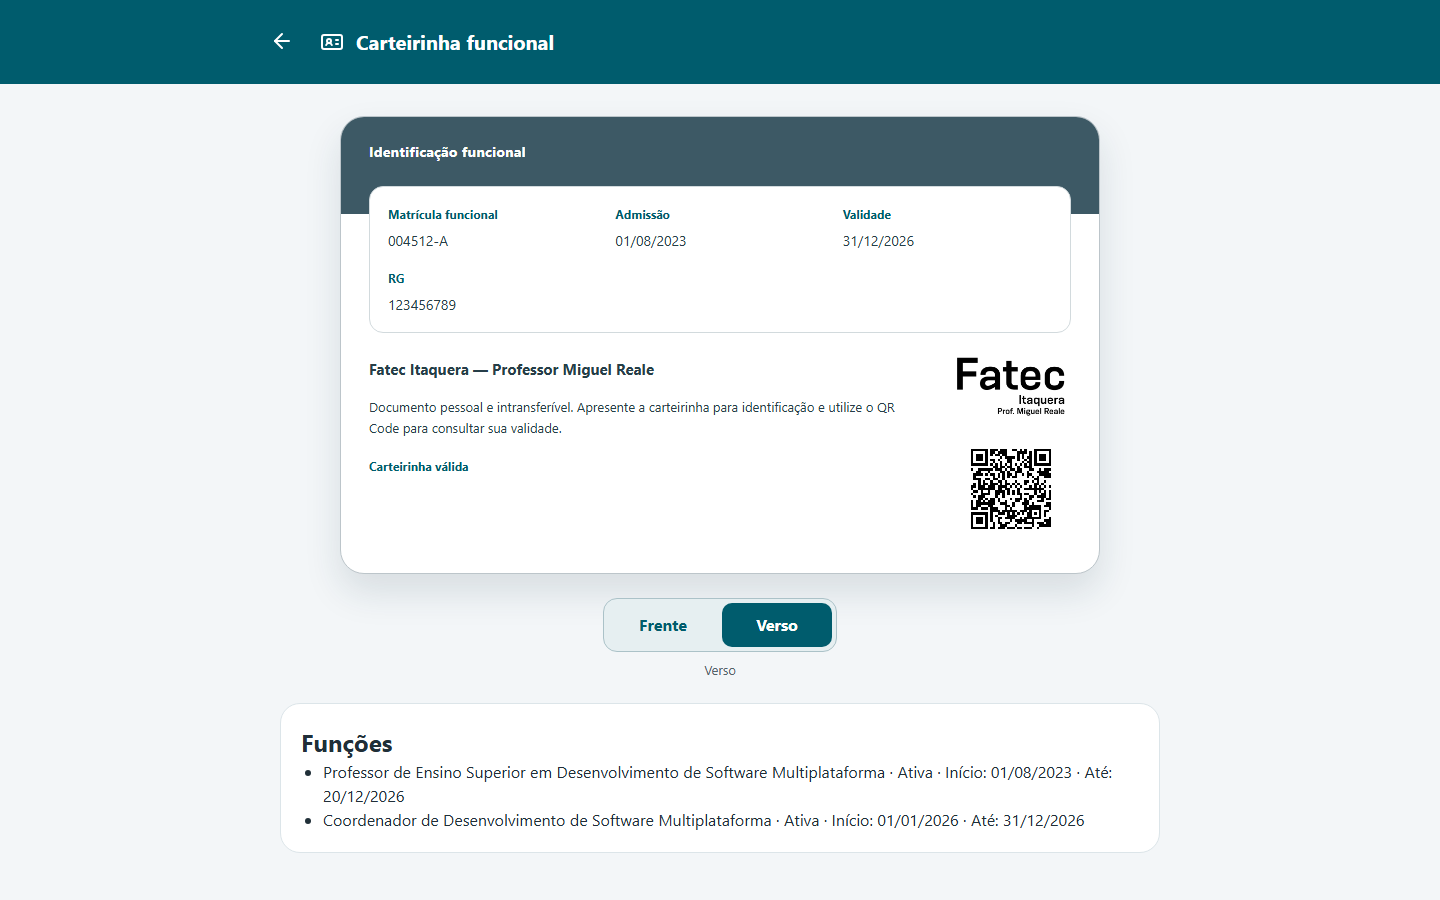 Carteirinha funcional
Identificação funcional
Matrícula funcional
004512-A
Admissão
01/08/2023
Validade
31/12/2026
RG
123456789
Fatec Itaquera — Professor Miguel Reale
Documento pessoal e intransferível. Apresente a carteirinha para identificação e utilize o QR
Code para consultar sua validade.
Carteirinha válida
Fatec
Itaquera
Prof. Miguel Reale
Frente
Verso
Verso
Funções
Professor de Ensino Superior em Desenvolvimento de Software Multiplataforma · Ativa · Início: 01/08/2023 · Até:
20/12/2026
Coordenador de Desenvolvimento de Software Multiplataforma · Ativa · Início: 01/01/2026 · Até: 31/12/2026